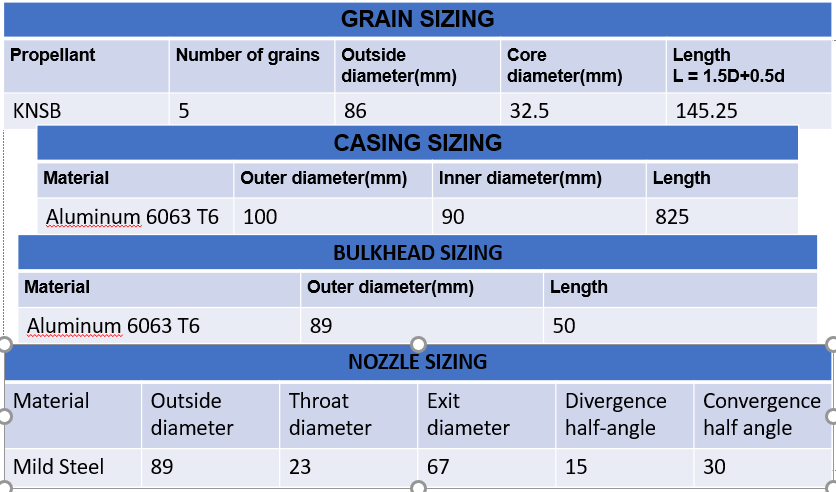 GRAIN SIZING
Propellant Number of grains Outside Core Length
diameter(mm) diameter(mm) L = 1.5D+0.5d
KNSB 5 86 32.5 145.25
CASING SIZING
Material Outer diameter(mm) Inner diameter(mm) Length
Aluminum 6063 T6 100 90 825
BULKHEAD SIZING
Material Outer diameter(mm) Length
Aluminum 6063 T6 89 50
NOZZLE SIZING
Material Outside Throat Exit Divergence Convergence
diameter diameter diameter half-angle half angle
Mild Steel 89 23 67 15 30